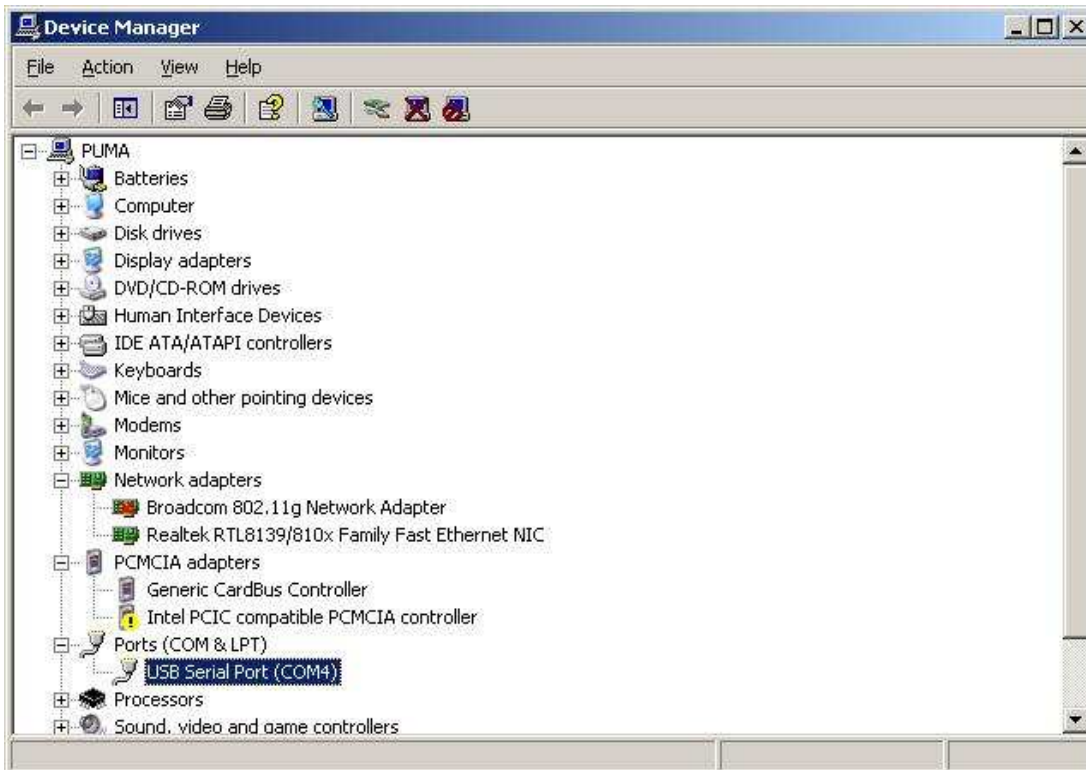 Device Manager
File Action View Help
PUMA
Batteries
Computer
Disk drives
Display adapters
DVD/CD-ROM drives
Human Interface Devices
IDE ATA/ATAPI controllers
Keyboards
Mice and other pointing devices
Modems
Monitors
Network adapters
Broadcom 802.11g Network Adapter
Realtek RTL8139/810x Family Fast Ethernet NIC
PCMCIA adapters
Generic CardBus Controller
Intel PCIC compatible PCMCIA controller
Ports (COM & LPT)
USB Serial Port (COM4)
Processors
Sound, video and game controllers